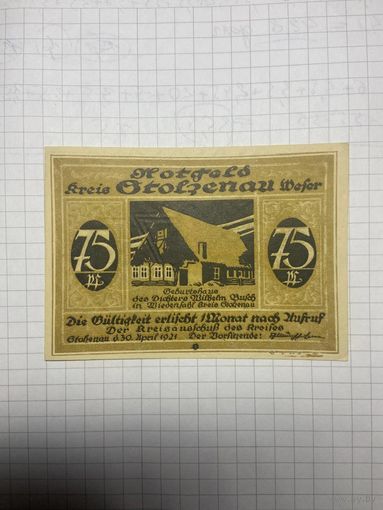 Notgeld
Kreis Stolzenau Weser
75 Pf.
75 Pf.
Geburtshaus
des Dichters Wilhelm Busch
in Wiedensahl Kreis Stolzenau
Die Gültigkeit erlischt 1 Monat nach Aufruf
Der Kreisausschuß des Kreises
Stolzenau d. 30. April 1921 Der Vorsitzende: